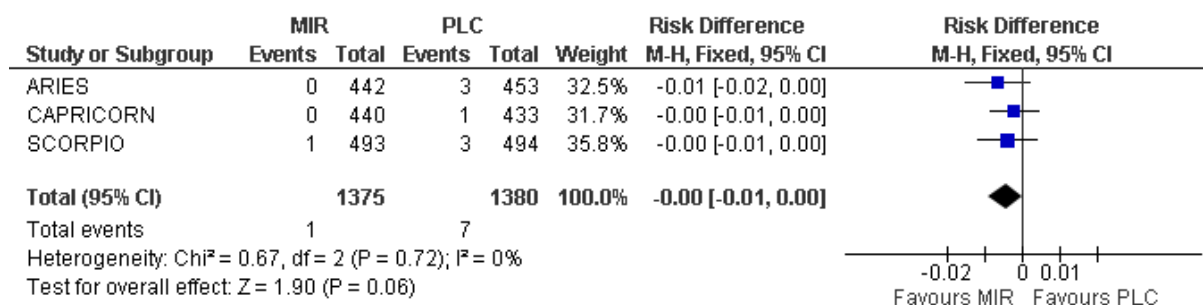 MIR PLC Risk Difference Risk Difference
Study or Subgroup Events Total Events Total Weight M-H, Fixed, 95% CI M-H, Fixed, 95% CI
ARIES 0 442 3 453 32.5% -0.01 [-0.02, 0.00]
CAPRICORN 0 440 1 433 31.7% -0.00 [-0.01, 0.00]
SCORPIO 1 493 3 494 35.8% -0.00 [-0.01, 0.00]
Total (95% CI) 1375 1380 100.0% -0.00 [-0.01, 0.00]
Total events 1 7
Heterogeneity: Chi² = 0.67, df = 2 (P = 0.72); I² = 0%
Test for overall effect: Z = 1.90 (P = 0.06)
-0.02 0 0.01
Favours MIR Favours PLC